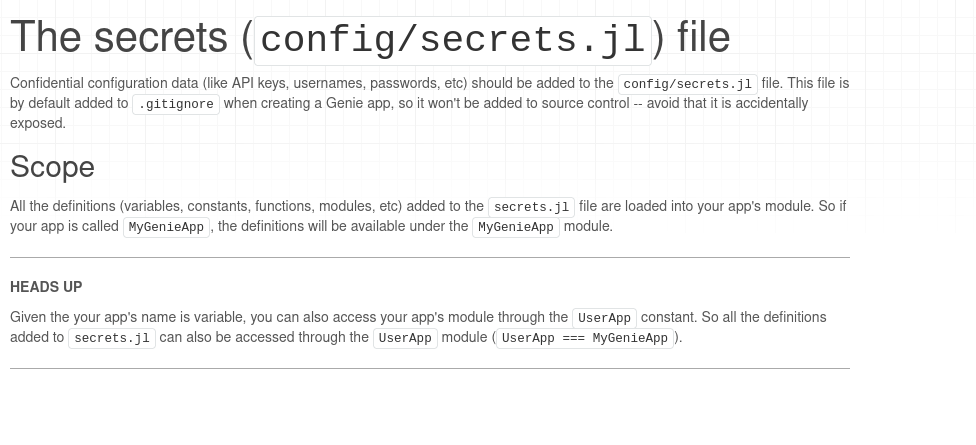 The secrets (config/secrets.jl) file
Confidential configuration data (like API keys, usernames, passwords, etc) should be added to the config/secrets.jl file. This file is
by default added to .gitignore when creating a Genie app, so it won't be added to source control -- avoid that it is accidentally
exposed.
Scope
All the definitions (variables, constants, functions, modules, etc) added to the secrets.jl file are loaded into your app's module. So if
your app is called MyGenieApp, the definitions will be available under the MyGenieApp module.
HEADS UP
Given the your app's name is variable, you can also access your app's module through the UserApp constant. So all the definitions
added to secrets.jl can also be accessed through the UserApp module (UserApp === MyGenieApp).